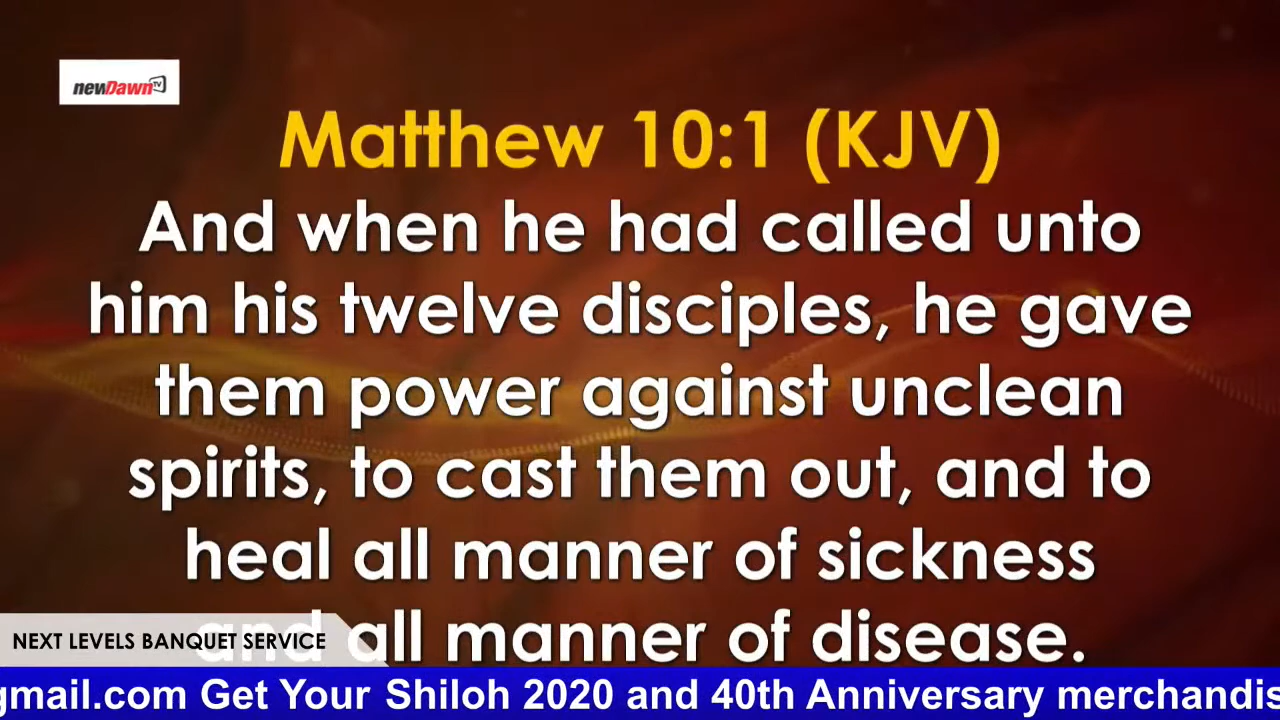 newDawn TV
Matthew 10:1 (KJV)
And when he had called unto
him his twelve disciples, he gave
them power against unclean
spirits, to cast them out, and to
heal all manner of sickness
and all manner of disease.
NEXT LEVELS BANQUET SERVICE
gmail.com Get Your Shiloh 2020 and 40th Anniversary merchandis